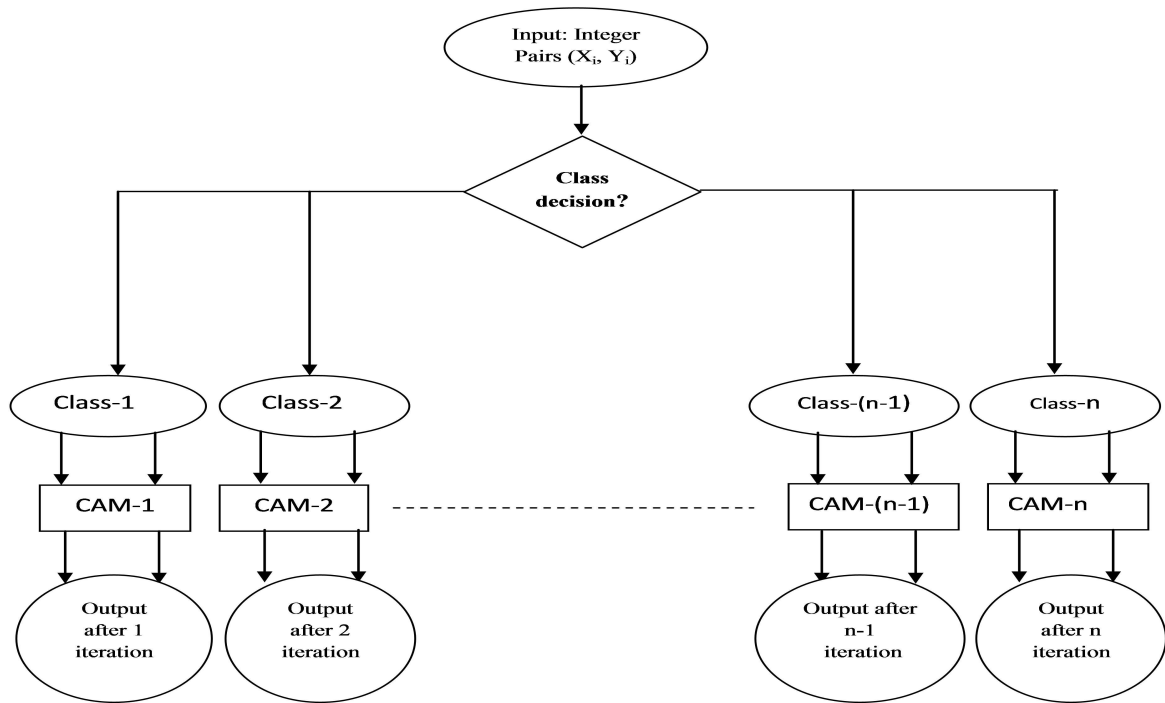 Input: Integer
Pairs (Xᵢ, Yᵢ)
Class
decision?
Class-1
Class-2
Class-(n-1)
Class-n
CAM-1
CAM-2
CAM-(n-1)
CAM-n
Output
after 1
iteration
Output
after 2
iteration
Output after
n-1
iteration
Output
after n
iteration